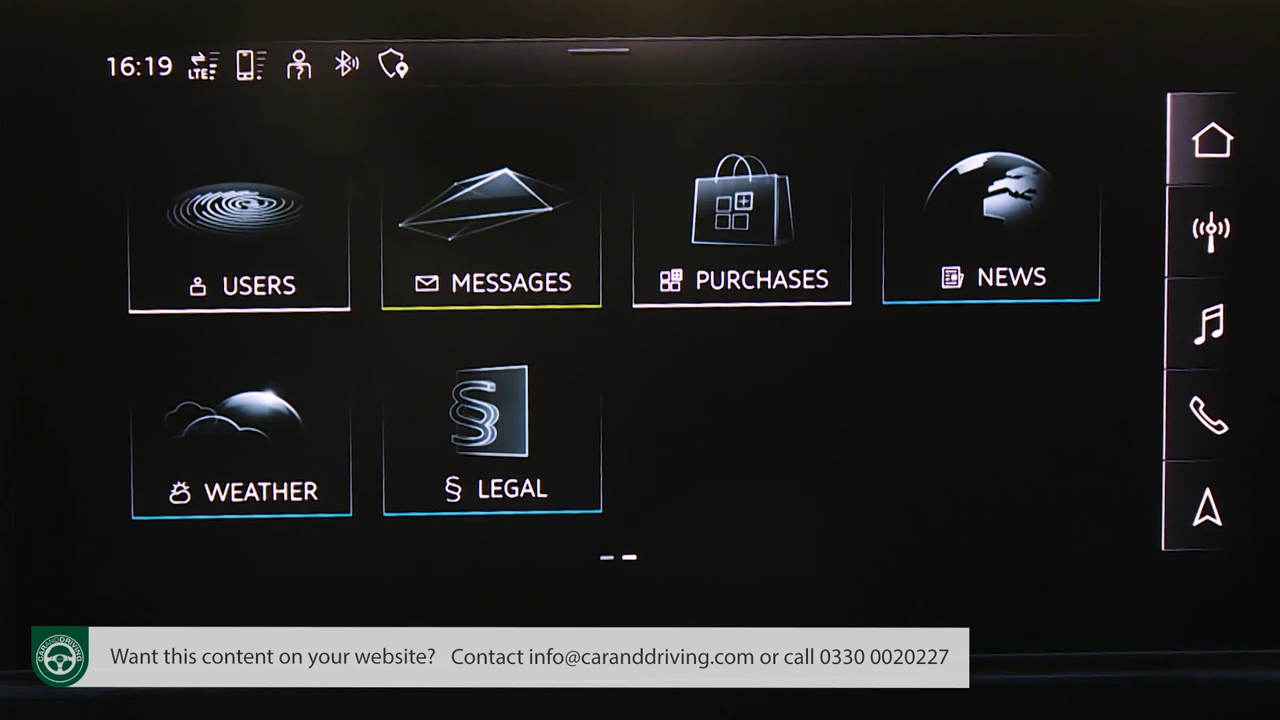 16:19
LTE
USERS
MESSAGES
PURCHASES
NEWS
WEATHER
§ LEGAL
CARANDDRIVING
Want this content on your website? Contact info@caranddriving.com or call 0330 0020227